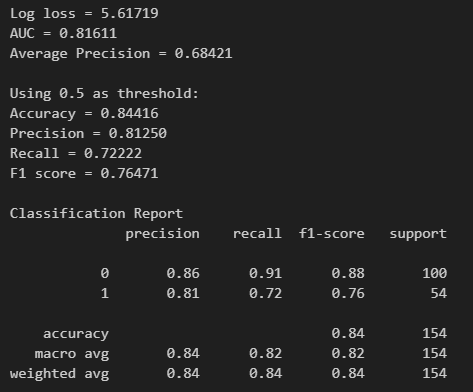 Log loss = 5.61719
AUC = 0.81611
Average Precision = 0.68421
Using 0.5 as threshold:
Accuracy = 0.84416
Precision = 0.81250
Recall = 0.72222
F1 score = 0.76471
Classification Report
precision recall f1-score support
0 0.86 0.91 0.88 100
1 0.81 0.72 0.76 54
accuracy 0.84 154
macro avg 0.84 0.82 0.82 154
weighted avg 0.84 0.84 0.84 154